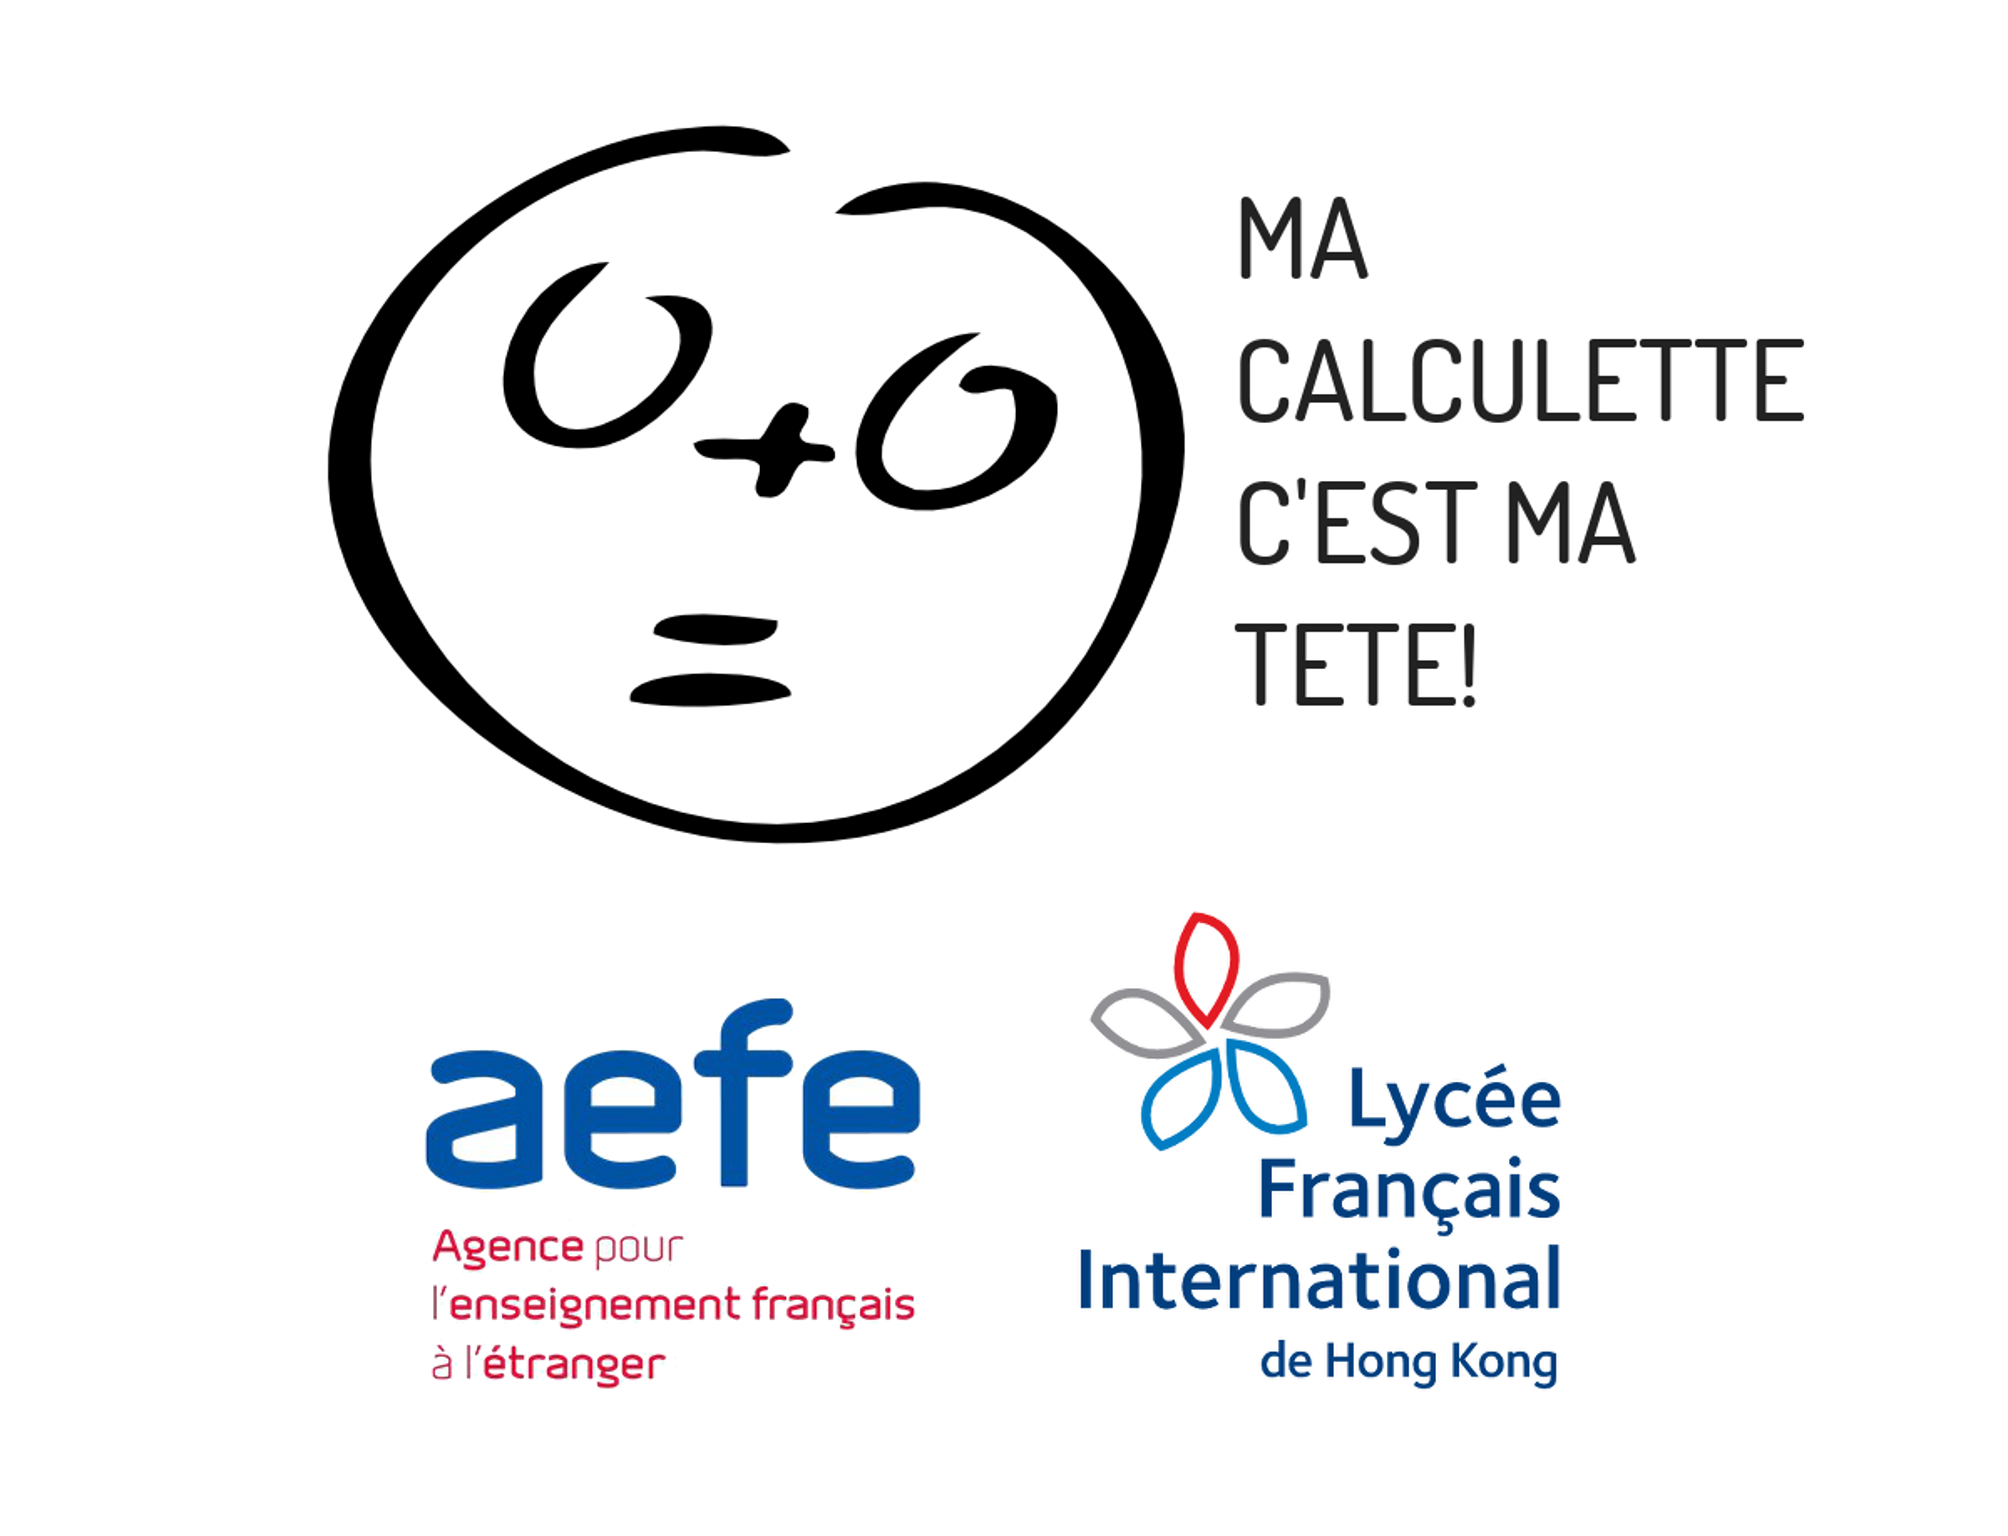 MA
CALCULETTE
C'EST MA
TETE!
aefe
Agence pour
l'enseignement français
à l'étranger
Lycée
Français
International
de Hong Kong